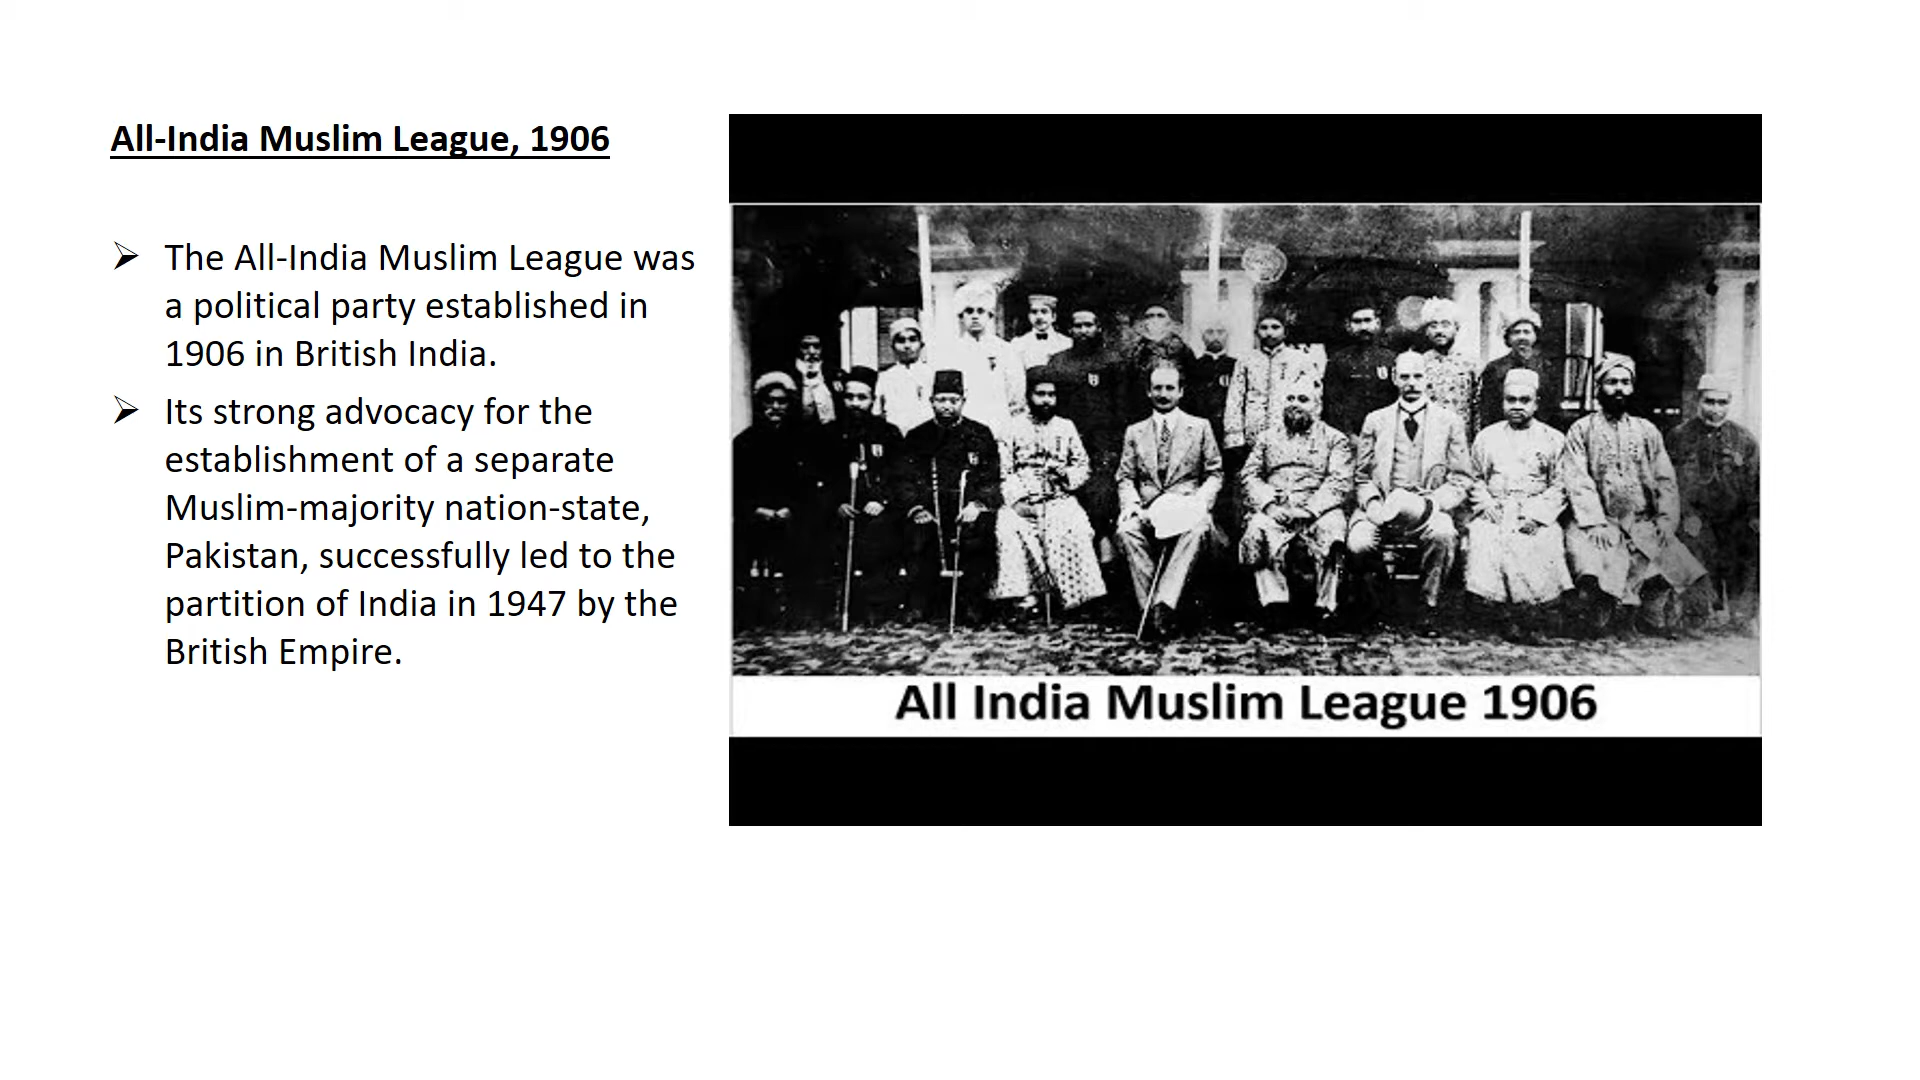 All-India Muslim League, 1906
➢ The All-India Muslim League was
a political party established in
1906 in British India.
➢ Its strong advocacy for the
establishment of a separate
Muslim-majority nation-state,
Pakistan, successfully led to the
partition of India in 1947 by the
British Empire.
All India Muslim League 1906